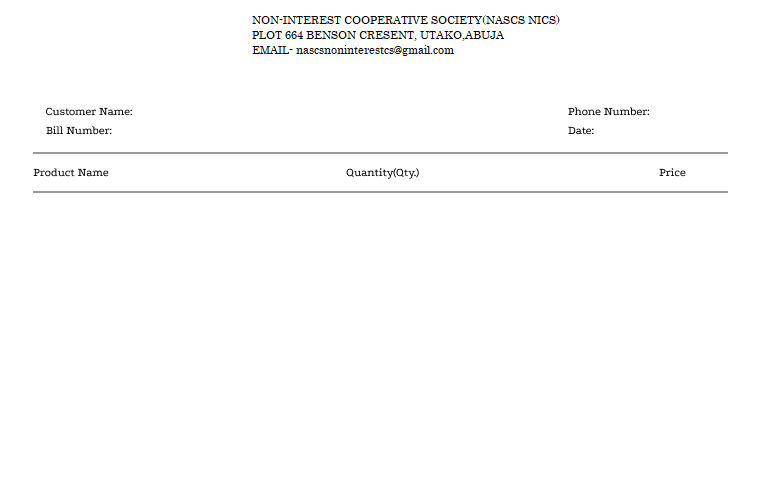 NON-INTEREST COOPERATIVE SOCIETY(NASCS NICS)
PLOT 664 BENSON CRESENT, UTAKO,ABUJA
EMAIL- nascsnoninterestcs@gmail.com
Customer Name: Phone Number:
Bill Number: Date:
Product Name Quantity(Qty.) Price